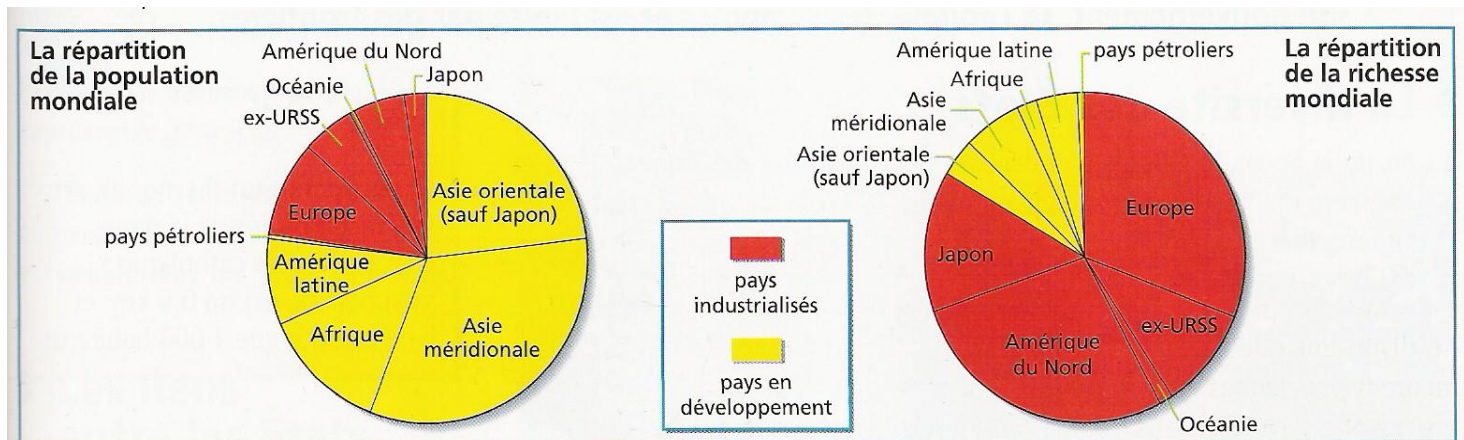 La répartition
de la population
mondiale
Amérique du Nord
Océanie
ex-URSS
Japon
Europe
pays pétroliers
Amérique
latine
Afrique
Asie orientale
(sauf Japon)
Asie
méridionale
pays
industrialisés
pays en
développement
La répartition
de la richesse
mondiale
Amérique latine
pays pétroliers
Afrique
Asie
méridionale
Asie orientale
(sauf Japon)
Europe
Japon
ex-URSS
Amérique
du Nord
Océanie